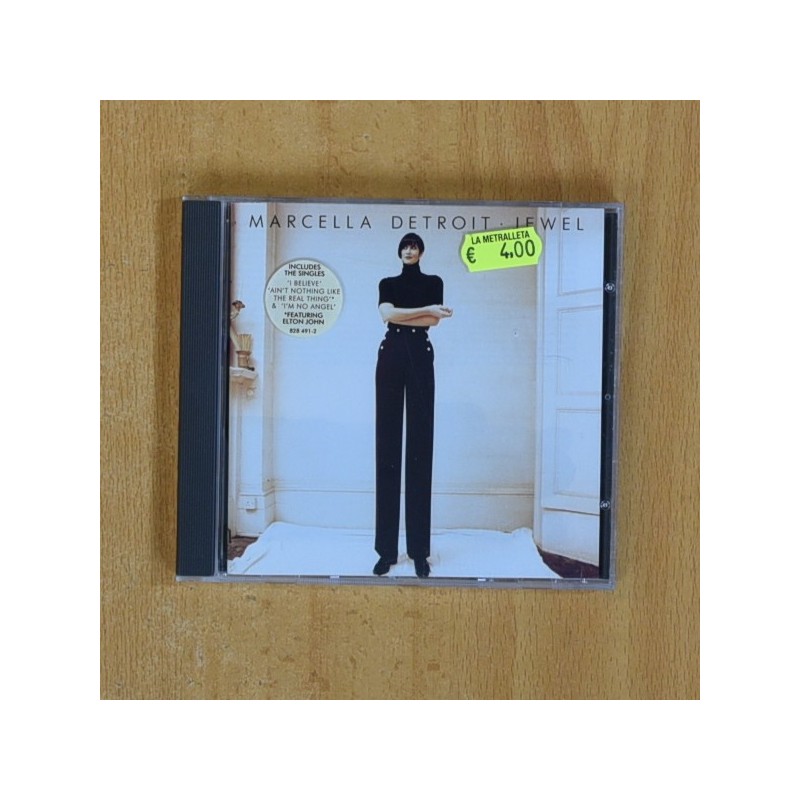 MARCELLA DETROIT · JEWEL
LA METRALLETA
€ 4,00
INCLUDES
THE SINGLES
'I BELIEVE'
'AIN'T NOTHING LIKE
THE REAL THING'*
& 'I'M NO ANGEL'
*FEATURING
ELTON JOHN
828 491-2